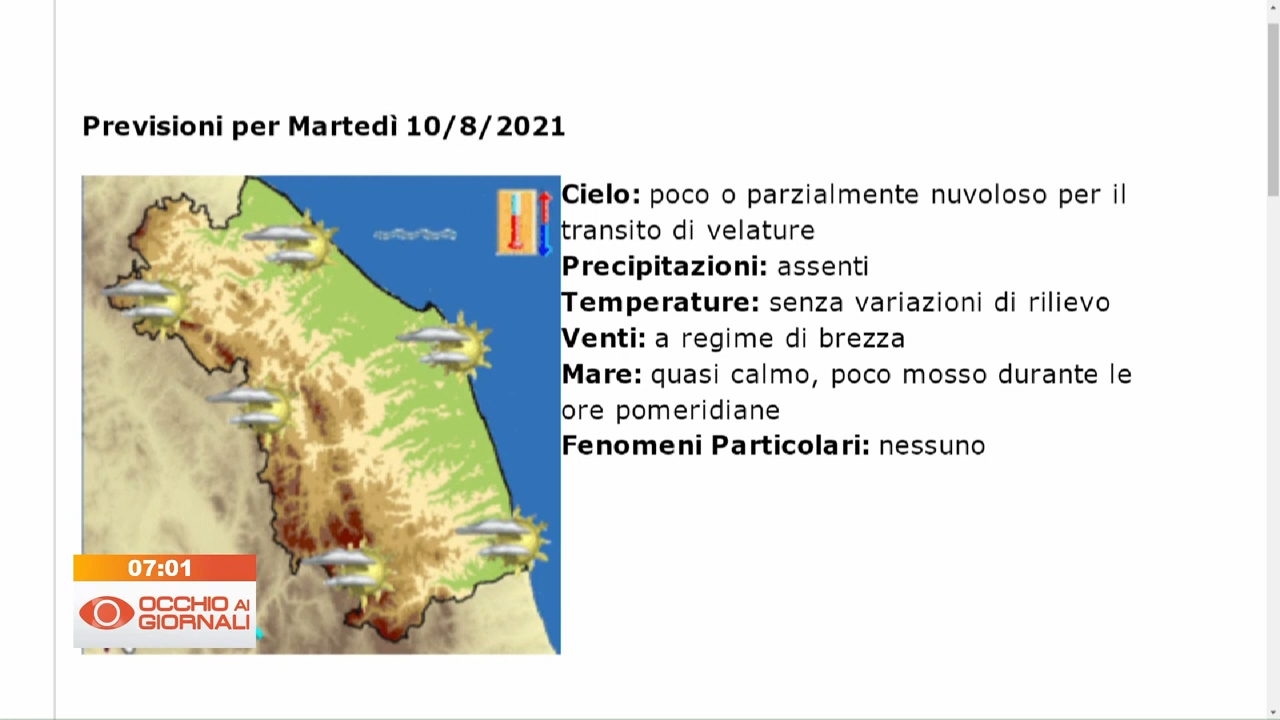 Previsioni per Martedì 10/8/2021
Cielo: poco o parzialmente nuvoloso per il
transito di velature
Precipitazioni: assenti
Temperature: senza variazioni di rilievo
Venti: a regime di brezza
Mare: quasi calmo, poco mosso durante le
ore pomeridiane
Fenomeni Particolari: nessuno
07:01
OCCHIO AI
GIORNALI